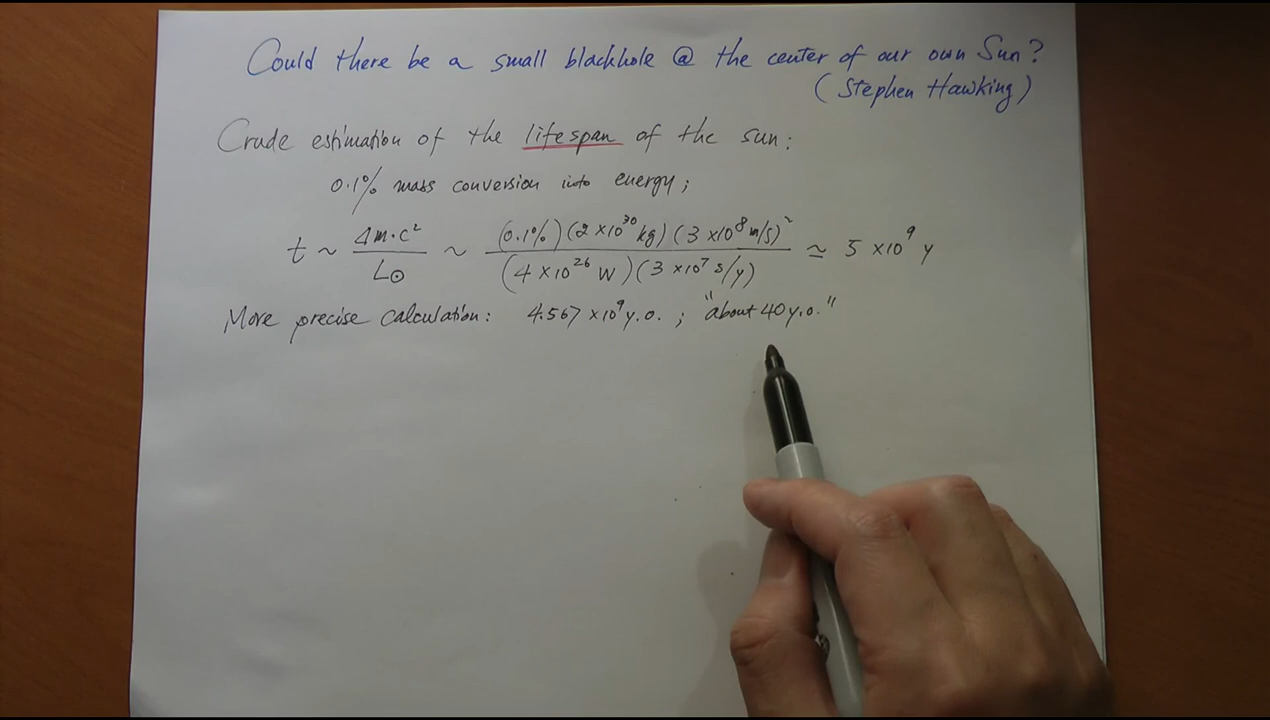 Could there be a small blackhole @ the center of our own Sun?
(Stephen Hawking)
Crude estimation of the lifespan of the sun:
0.1% mass conversion into energy;
t ~ Δm·c² / L⊙ ~ (0.1%)(2×10³⁰ kg)(3×10⁸ m/s)² / (4×10²⁶ W)(3×10⁷ s/y) ≃ 5×10⁹ y
More precise calculation: 4.567×10⁹ y.o. ; "about 40 y.o."